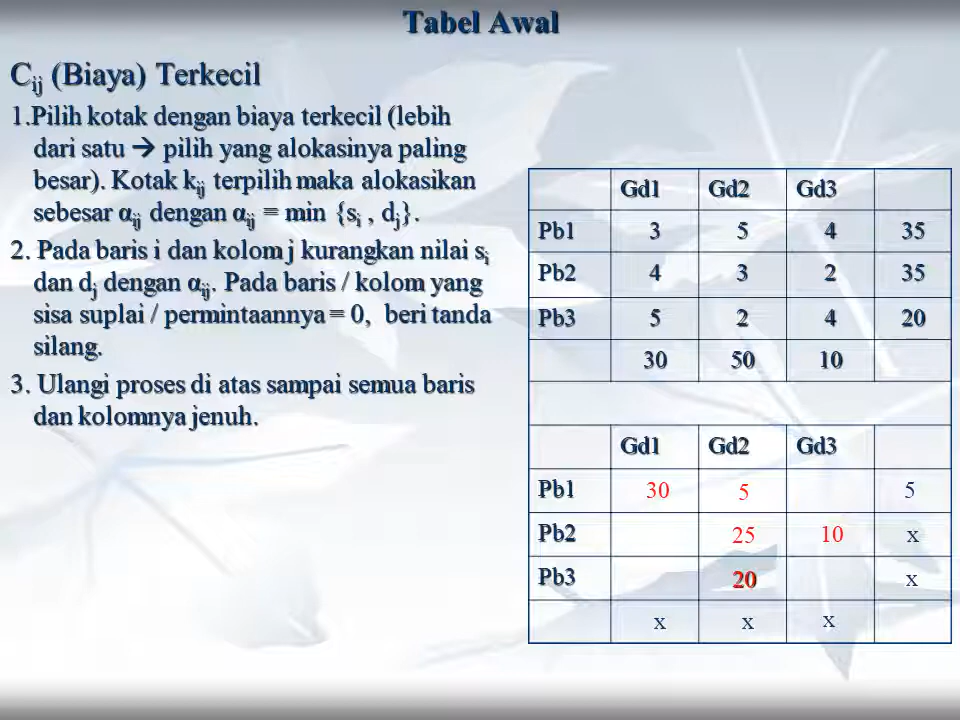 Tabel Awal
Cij (Biaya) Terkecil
1.Pilih kotak dengan biaya terkecil (lebih
dari satu → pilih yang alokasinya paling
besar). Kotak kij terpilih maka alokasikan
sebesar αij dengan αij = min {si , dj}.
2. Pada baris i dan kolom j kurangkan nilai si
dan dj dengan αij. Pada baris / kolom yang
sisa suplai / permintaannya = 0, beri tanda
silang.
3. Ulangi proses di atas sampai semua baris
dan kolomnya jenuh.
Gd1 Gd2 Gd3
Pb1 3 5 4 35
Pb2 4 3 2 35
Pb3 5 2 4 20
30 50 10
Gd1 Gd2 Gd3
Pb1 30 5 5
Pb2 25 10 x
Pb3 20 x
x x x